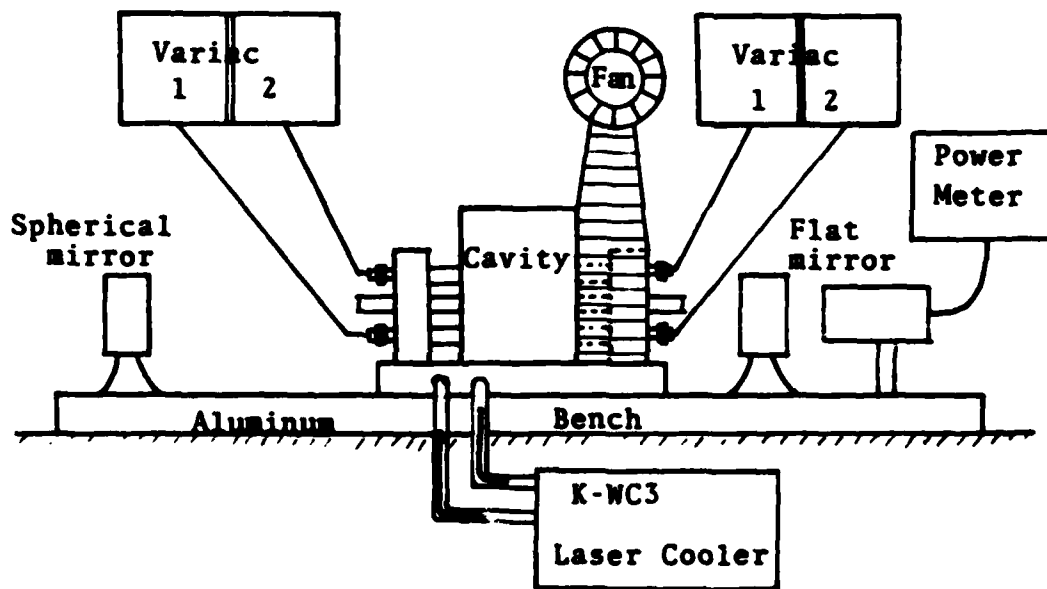 Variac
1 2
Fan
Variac
1 2
Power
Meter
Spherical
mirror
Cavity
Flat
mirror
Aluminum Bench
K-WC3
Laser Cooler